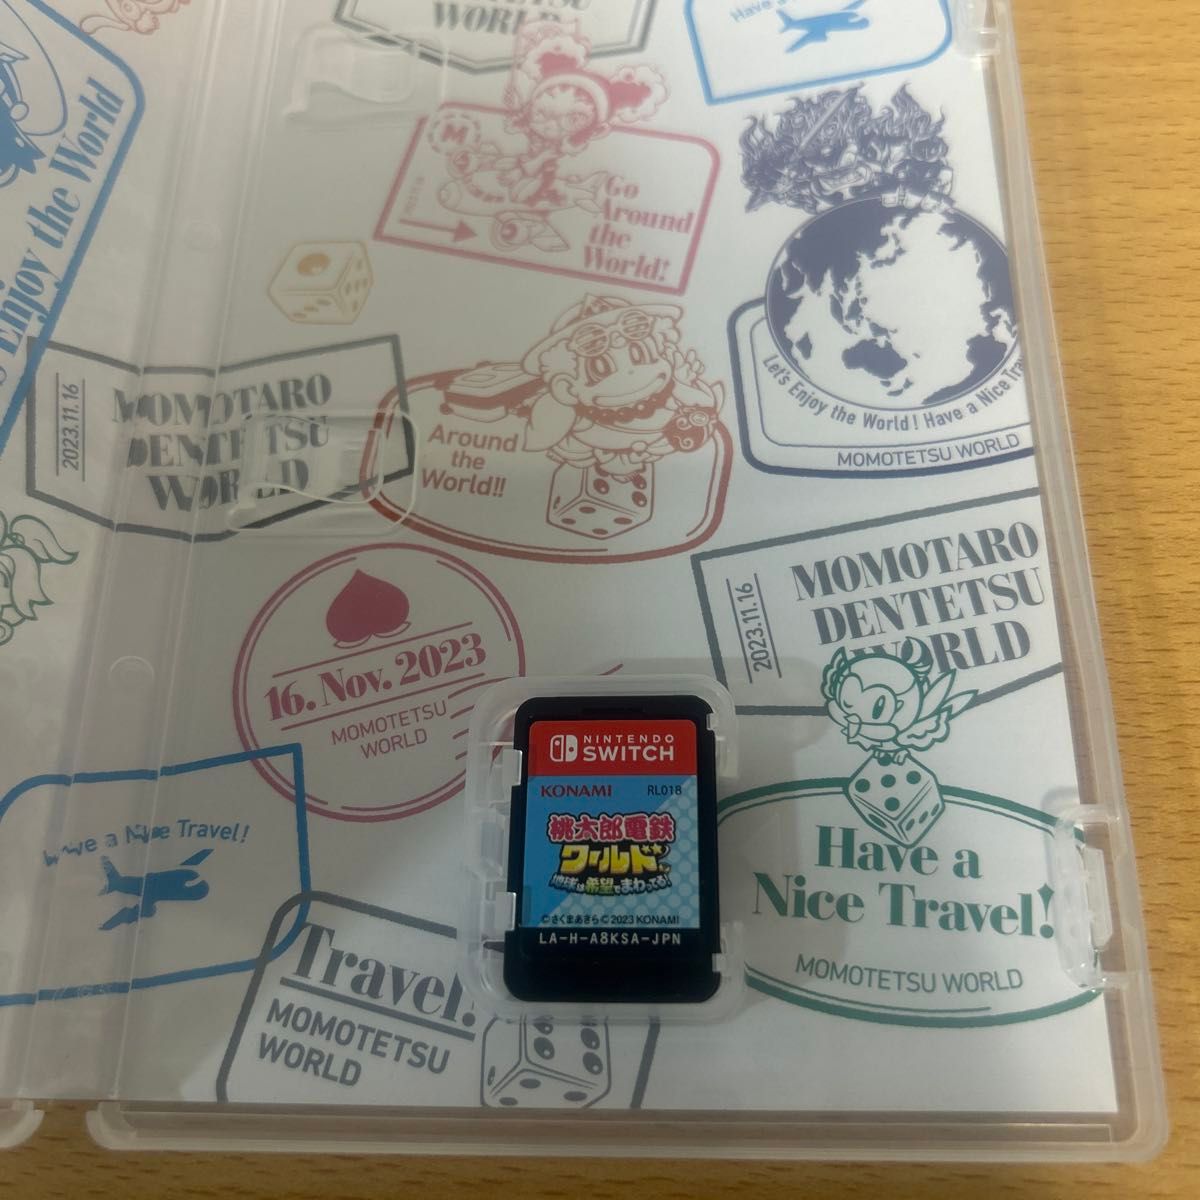 WORLD
Have a
Enjoy the World
M
Go
Around
the
World!
Let's Enjoy the World! Have a Nice Tra
MOMOTETSU WORLD
2023.11.16
MOMOTARO
DENTETSU
WORLD
Around
the
World!!
2023.11.16
MOMOTARO
DENTETSU
WORLD
16. Nov. 2023
MOMOTETSU
WORLD
Have a Nice Travel!
NINTENDO
SWITCH
KONAMI RL018
桃太郎電鉄
ワールド
地球は希望でまわってる!
©さくまあきら©2023 KONAMI
LA-H-A8KSA-JPN
Have a
Nice Travel!
MOMOTETSU WORLD
Travel!
MOMOTETSU
WORLD